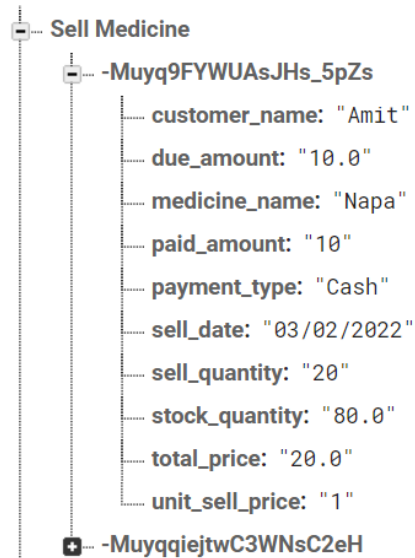 Sell Medicine
-Muyq9FYWUAsJHs_5pZs
customer_name: "Amit"
due_amount: "10.0"
medicine_name: "Napa"
paid_amount: "10"
payment_type: "Cash"
sell_date: "03/02/2022"
sell_quantity: "20"
stock_quantity: "80.0"
total_price: "20.0"
unit_sell_price: "1"
-MuyqqiejtwC3WNsC2eH